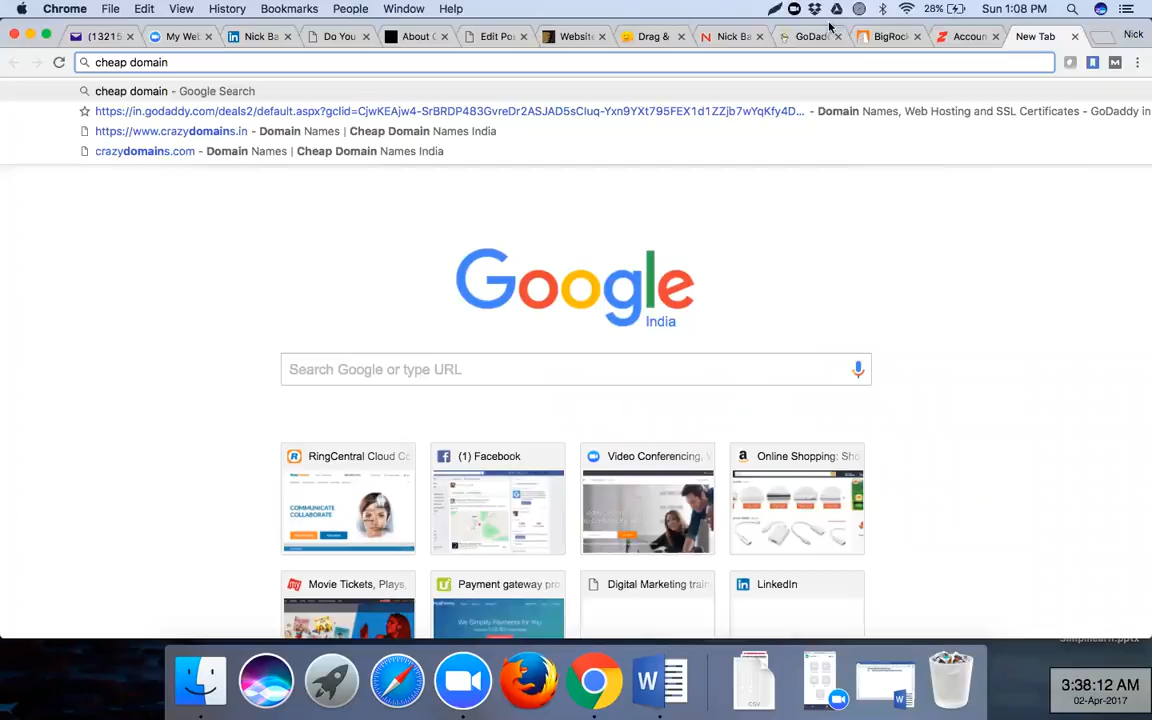 Chrome File Edit View History Bookmarks People Window Help 28% Sun 1:08 PM
(13215 My Web Nick Ba Do You About C Edit Po Website Drag & Nick Ba GoDad BigRock Accoun New Tab Nick
cheap domain
cheap domain - Google Search
https://in.godaddy.com/deals2/default.aspx?gclid=CjwKEAjw4-SrBRDP483GvreDr2ASJAD5sCluq-Yxn9YXt795FEX1d1ZZjb7wYqKfy4D... - Domain Names, Web Hosting and SSL Certificates - GoDaddy in
https://www.crazydomains.in - Domain Names | Cheap Domain Names India
crazydomains.com - Domain Names | Cheap Domain Names India
Google
India
Search Google or type URL
RingCentral Cloud Co (1) Facebook Video Conferencing, Online Shopping: Sho
COMMUNICATE
COLLABORATE
Movie Tickets, Plays, Payment gateway pro Digital Marketing train LinkedIn
We Simplify Payments for You
CSV
3:38:12 AM
02-Apr-2017